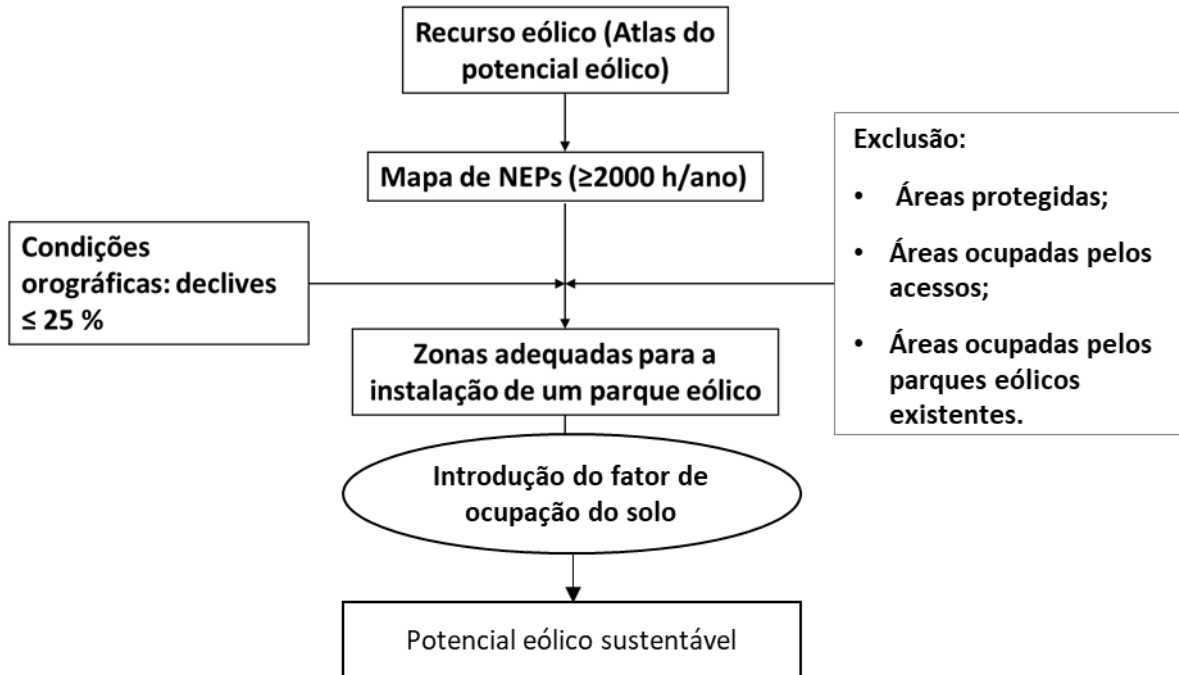 Recurso eólico (Atlas do
potencial eólico)
Mapa de NEPs (≥2000 h/ano)
Condições
orográficas: declives
≤ 25 %
Exclusão:
• Áreas protegidas;
• Áreas ocupadas pelos
acessos;
• Áreas ocupadas pelos
parques eólicos
existentes.
Zonas adequadas para a
instalação de um parque eólico
Introdução do fator de
ocupação do solo
Potencial eólico sustentável